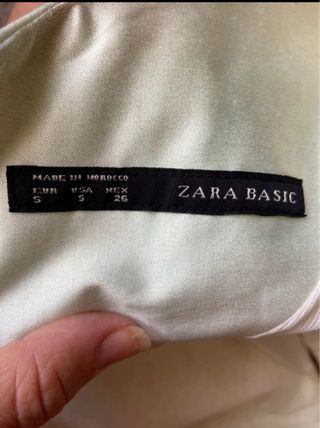 MADE IN MOROCCO
EUR USA MEX
S S 26
ZARA BASIC